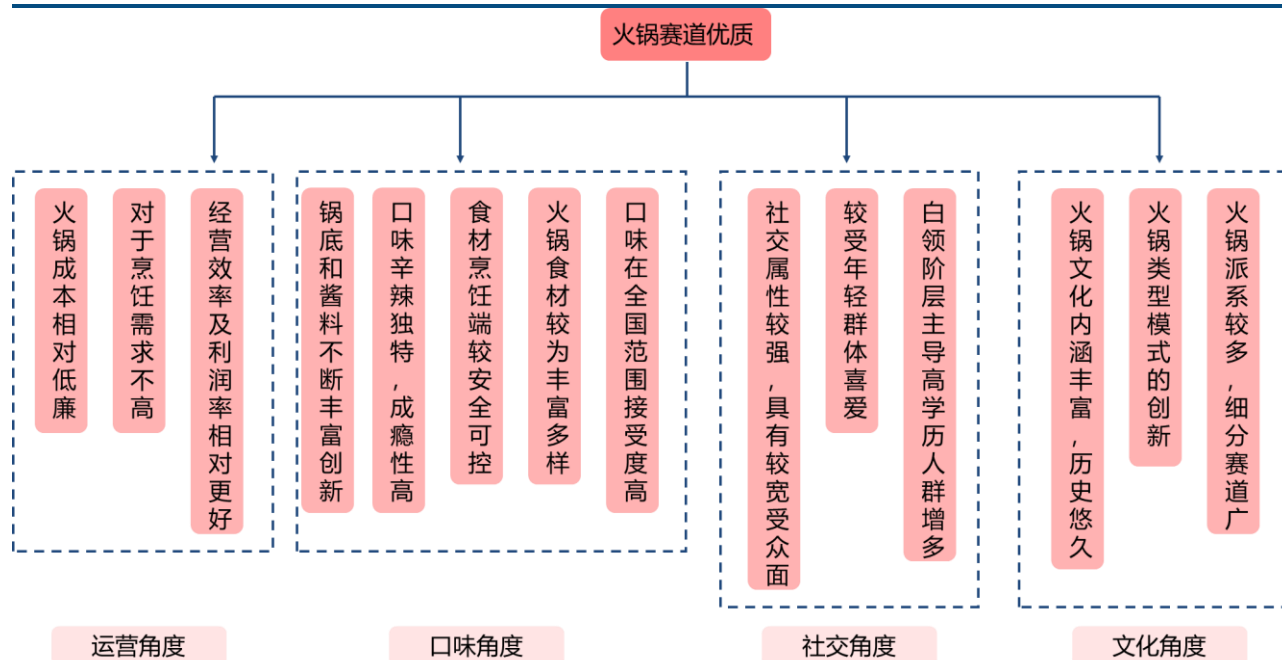 火锅赛道优质
火锅成本相对低廉
对于烹饪需求不高
经营效率及利润率相对更好
锅底和酱料不断丰富创新
口味辛辣独特，成瘾性高
食材烹饪端较安全可控
火锅食材较为丰富多样
口味在全国范围接受度高
社交属性较强，具有较宽受众面
较受年轻群体喜爱
白领阶层主导高学历人群增多
火锅文化内涵丰富，历史悠久
火锅类型模式的创新
火锅派系较多，细分赛道广
运营角度
口味角度
社交角度
文化角度